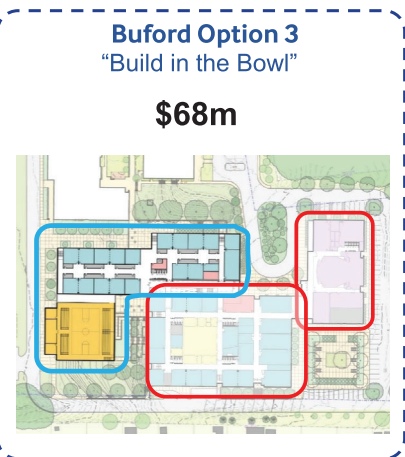 Buford Option 3
“Build in the Bowl”
$68m